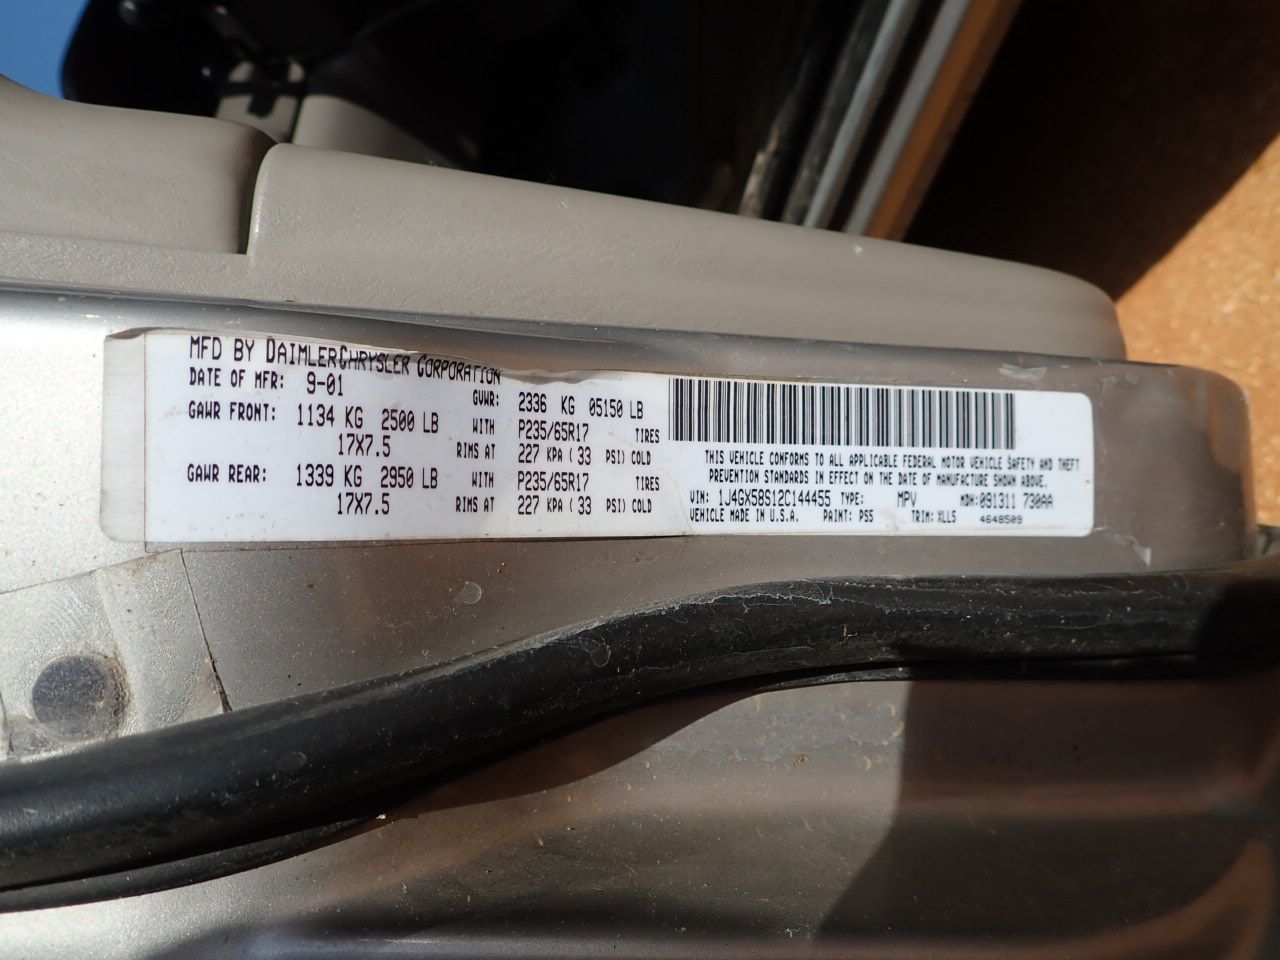 MFD BY DAIMLERCHRYSLER CORPORATION
DATE OF MFR: 9-01 GVWR: 2336 KG 05150 LB
GAWR FRONT: 1134 KG 2500 LB WITH P235/65R17 TIRES
17X7.5 RIMS AT 227 KPA ( 33 PSI) COLD
GAWR REAR: 1339 KG 2950 LB WITH P235/65R17 TIRES
17X7.5 RIMS AT 227 KPA ( 33 PSI) COLD
THIS VEHICLE CONFORMS TO ALL APPLICABLE FEDERAL MOTOR VEHICLE SAFETY AND THEFT
PREVENTION STANDARDS IN EFFECT ON THE DATE OF MANUFACTURE SHOWN ABOVE.
VIN: 1J4GX58S12C144455 TYPE: MPV MDH: 091311 730AA
VEHICLE MADE IN U.S.A. PAINT: PS5 TRIM: XLL5 4648509